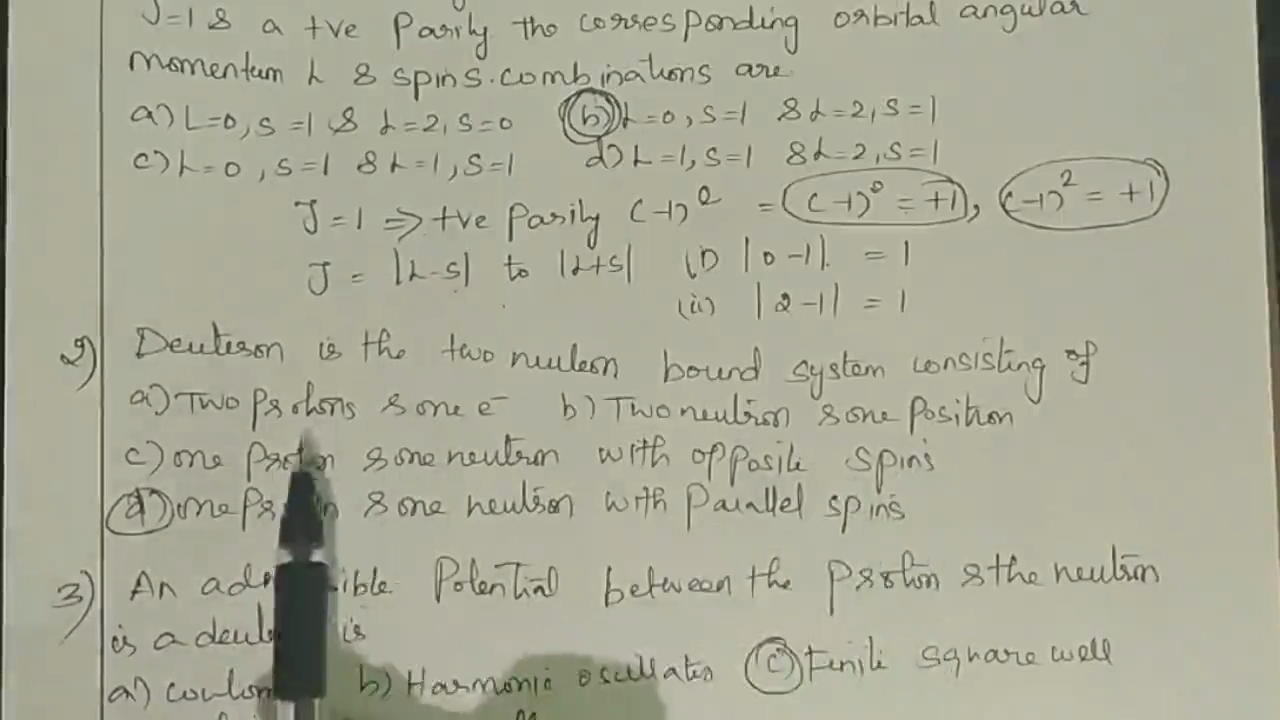 J=1 & a +ve Parity the corresponding orbital angular
momentum L & spin S. combinations are
a) L=0, S=1 & L=2, S=0 b) L=0, S=1 & L=2, S=1
c) L=0, S=1 & L=1, S=1 d) L=1, S=1 & L=2, S=1
J=1 ⇒ +ve Parity (-1)^l = (-1)^0 = +1, (-1)^2 = +1
J = |L-S| to |L+S| (i) |0-1| = 1
(ii) |2-1| = 1
2) Deuteron is the two nucleon bound system consisting of
a) Two protons & one e- b) Two neutron & one Position
c) one Proton & one neutron with opposite spins
d) one & one neutron with Parallel spins
3) An Potential between the Proton & the neutron
is a is
a) b) Harmonic oscillator c) Finite square well